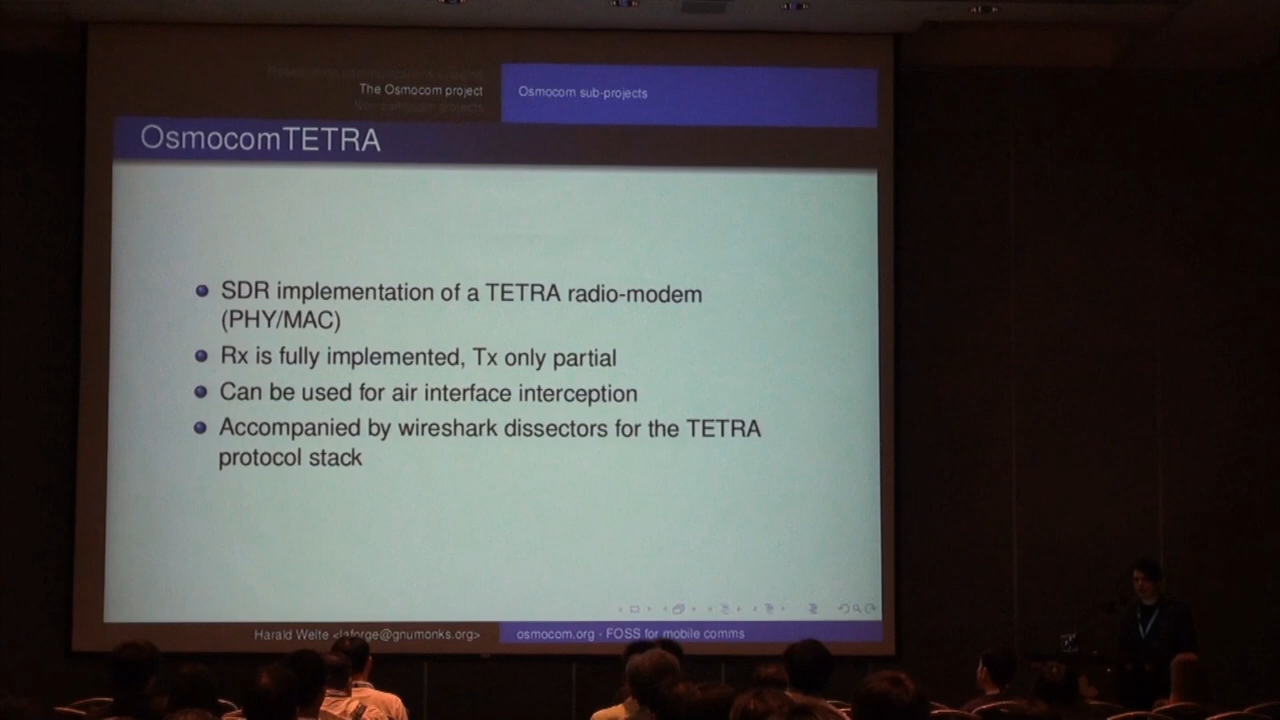 The Osmocom project
Osmocom sub-projects
OsmocomTETRA
SDR implementation of a TETRA radio-modem
(PHY/MAC)
Rx is fully implemented, Tx only partial
Can be used for air interface interception
Accompanied by wireshark dissectors for the TETRA
protocol stack
Harald Welte <laforge@gnumonks.org>
osmocom.org - FOSS for mobile comms